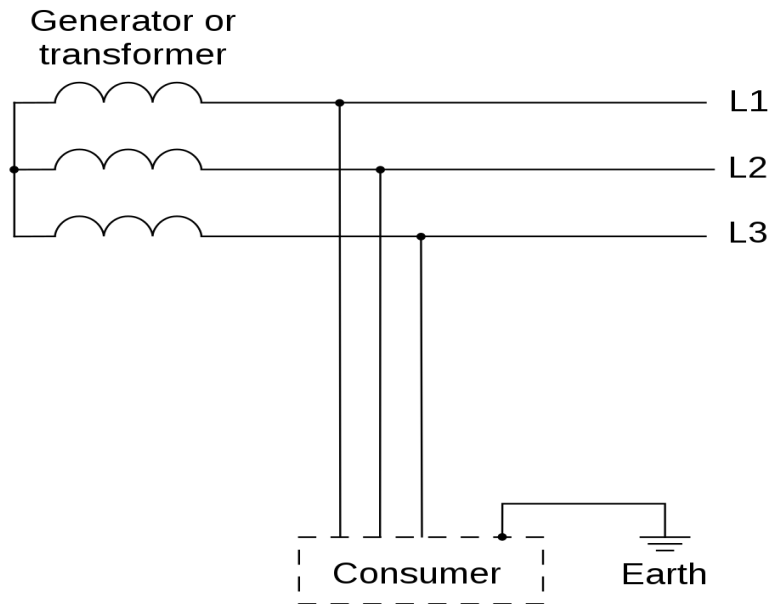 Generator or
transformer
L1
L2
L3
Consumer
Earth